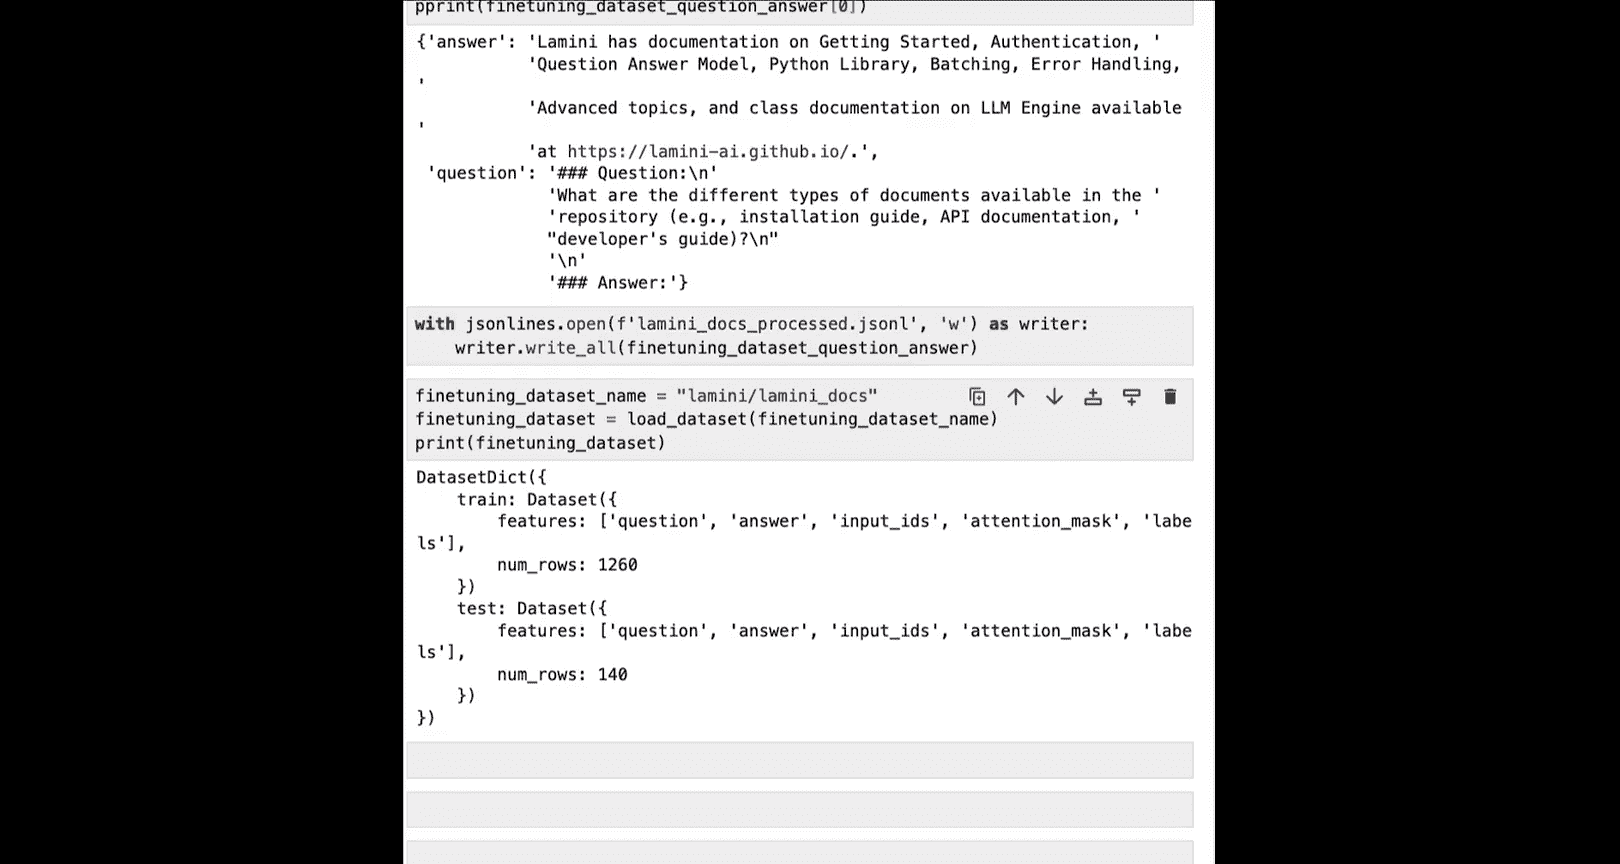 pprint(finetuning_dataset_question_answer[0])
{'answer': 'Lamini has documentation on Getting Started, Authentication, '
'Question Answer Model, Python Library, Batching, Error Handling,
'
'Advanced topics, and class documentation on LLM Engine available
'
'at https://lamini-ai.github.io/.',
'question': '### Question:\n'
'What are the different types of documents available in the '
'repository (e.g., installation guide, API documentation, '
"developer's guide)?\n"
'\n'
'### Answer:'}
with jsonlines.open(f'lamini_docs_processed.jsonl', 'w') as writer:
writer.write_all(finetuning_dataset_question_answer)
finetuning_dataset_name = "lamini/lamini_docs"
finetuning_dataset = load_dataset(finetuning_dataset_name)
print(finetuning_dataset)
DatasetDict({
train: Dataset({
features: ['question', 'answer', 'input_ids', 'attention_mask', 'labe
ls'],
num_rows: 1260
})
test: Dataset({
features: ['question', 'answer', 'input_ids', 'attention_mask', 'labe
ls'],
num_rows: 140
})
})